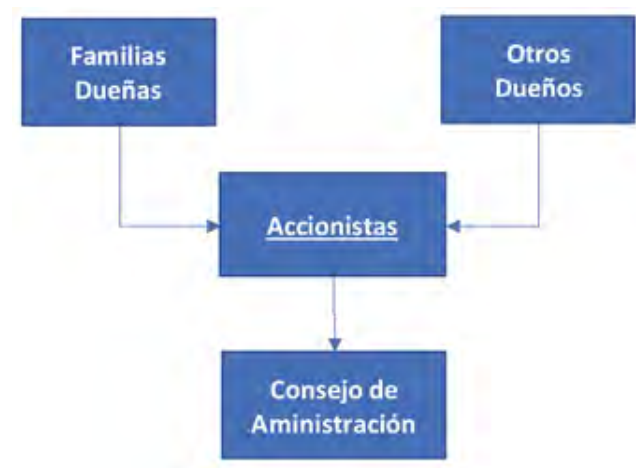 Familias
Dueñas
Otros
Dueños
Accionistas
Consejo de
Aministración